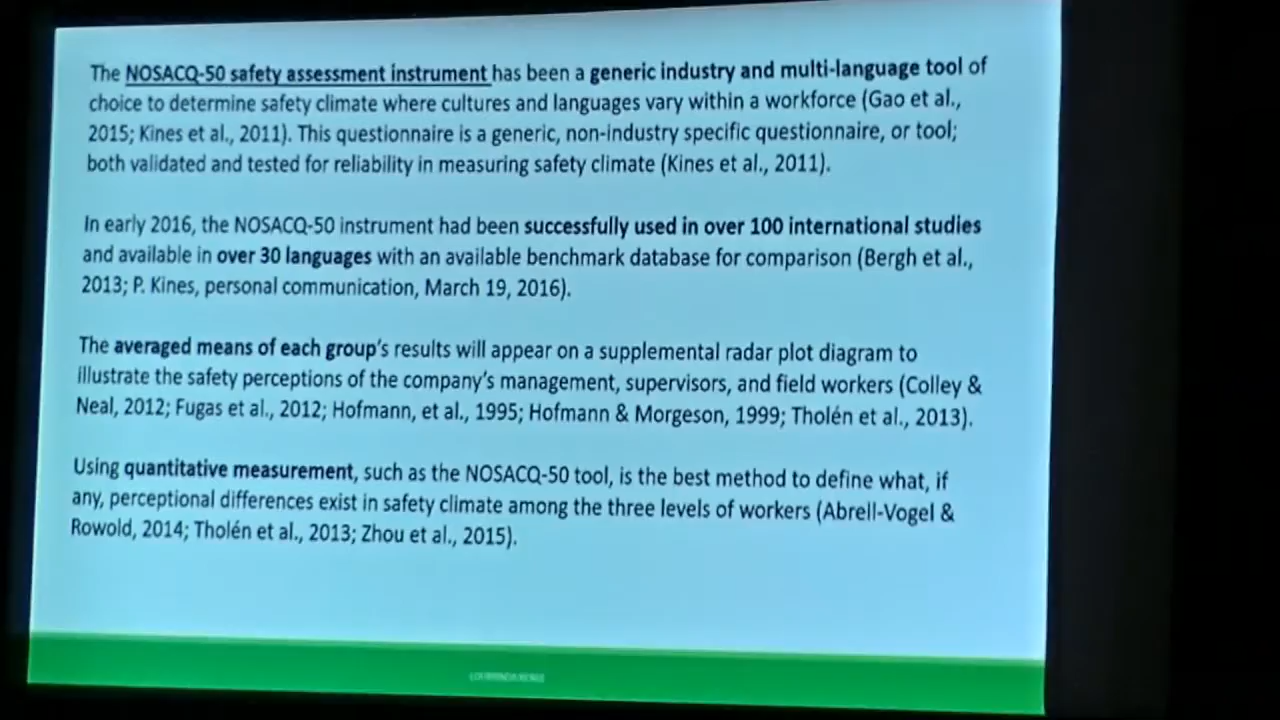 The NOSACQ-50 safety assessment instrument has been a generic industry and multi-language tool of
choice to determine safety climate where cultures and languages vary within a workforce (Gao et al.,
2015; Kines et al., 2011). This questionnaire is a generic, non-industry specific questionnaire, or tool;
both validated and tested for reliability in measuring safety climate (Kines et al., 2011).
In early 2016, the NOSACQ-50 instrument had been successfully used in over 100 international studies
and available in over 30 languages with an available benchmark database for comparison (Bergh et al.,
2013; P. Kines, personal communication, March 19, 2016).
The averaged means of each group's results will appear on a supplemental radar plot diagram to
illustrate the safety perceptions of the company's management, supervisors, and field workers (Colley &
Neal, 2012; Fugas et al., 2012; Hofmann, et al., 1995; Hofmann & Morgeson, 1999; Tholén et al., 2013).
Using quantitative measurement, such as the NOSACQ-50 tool, is the best method to define what, if
any, perceptional differences exist in safety climate among the three levels of workers (Abrell-Vogel &
Rowold, 2014; Tholén et al., 2013; Zhou et al., 2015).